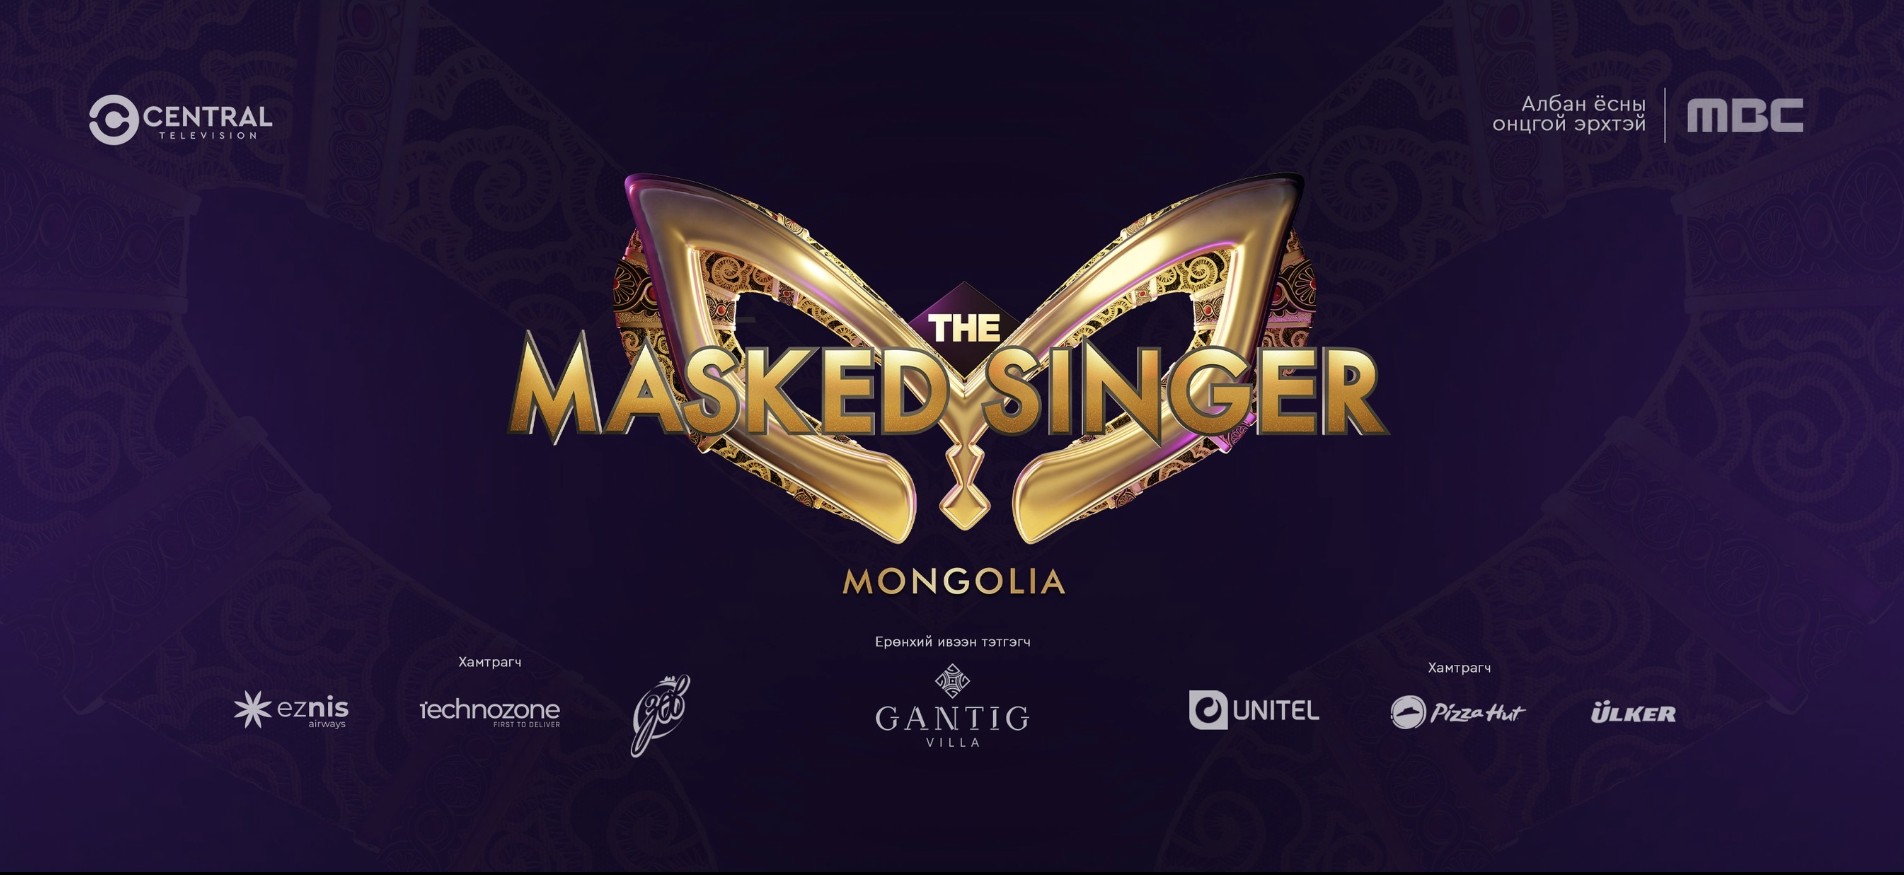 CENTRAL
TELEVISION
Албан ёсны
онцгой эрхтэй
MBC
THE
MASKED SINGER
MONGOLIA
Ерөнхий ивээн тэтгэгч
GANTIG
VILLA
Хамтрагч
eznis
airways
Technozone
FIRST TO DELIVER
Хамтрагч
UNITEL
Pizza Hut
ÜLKER